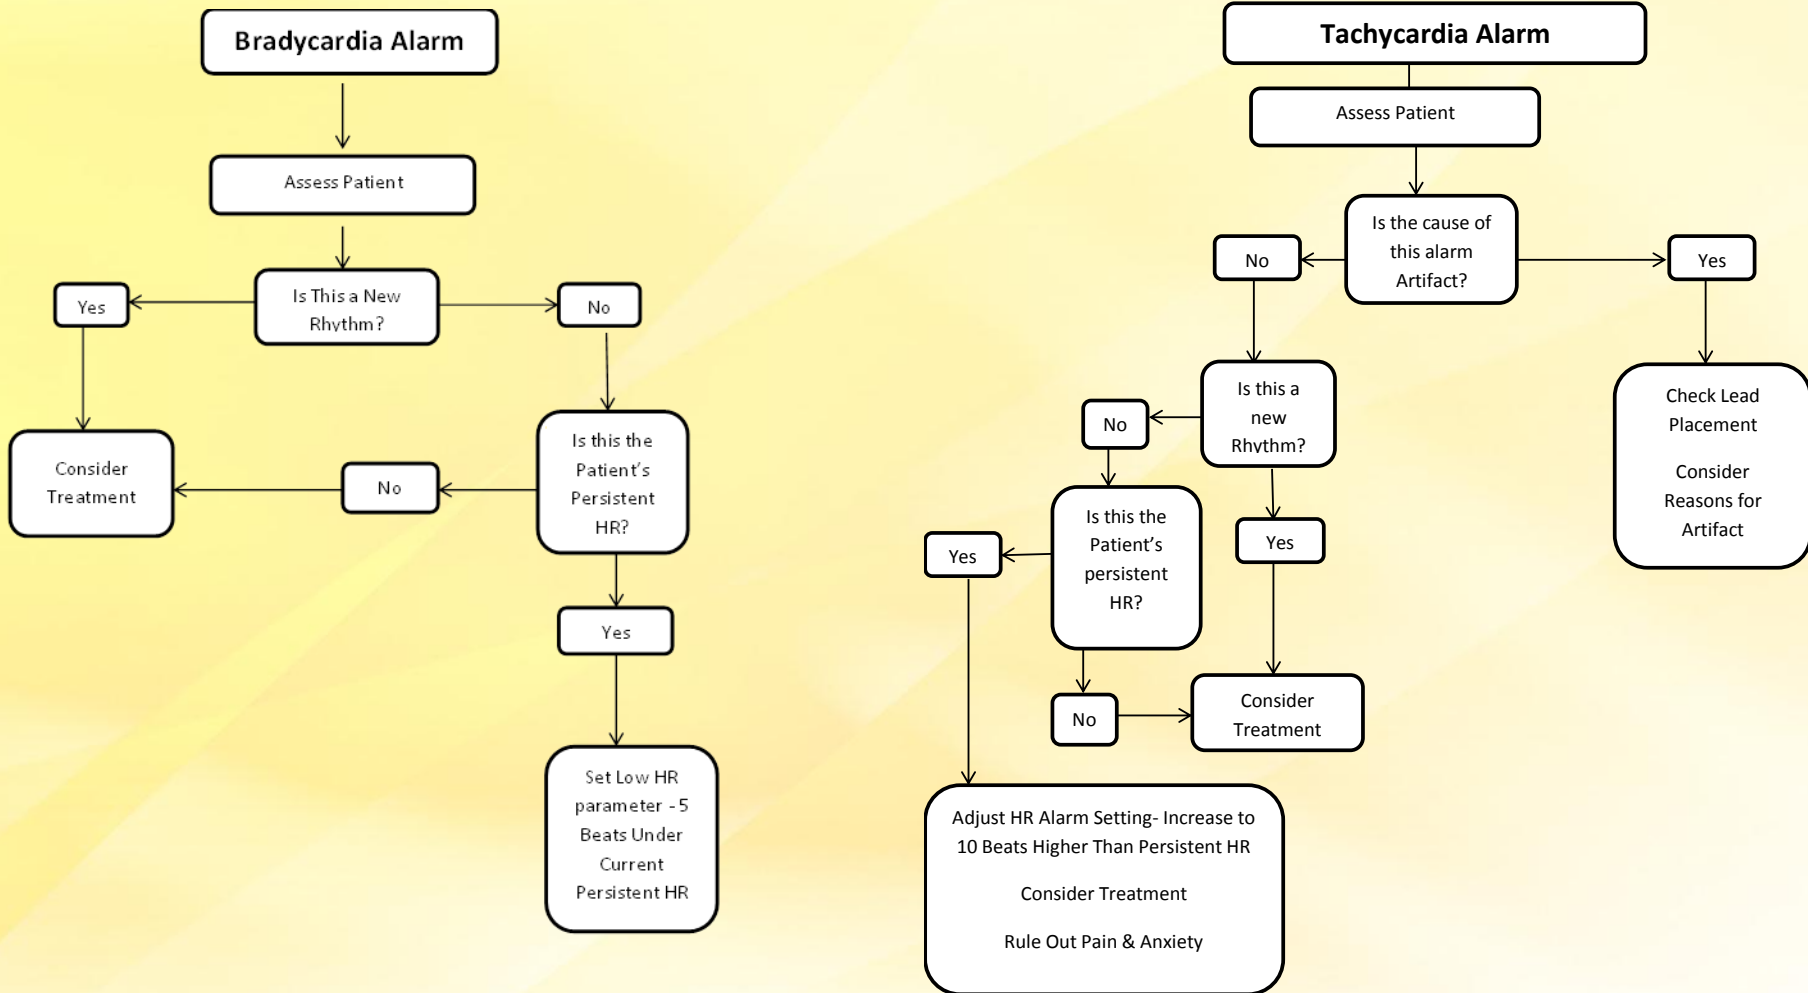 Bradycardia Alarm
Assess Patient
Is This a New
Rhythm?
Yes
No
Consider
Treatment
No
Is this the
Patient's
Persistent
HR?
Yes
Set Low HR
parameter - 5
Beats Under
Current
Persistent HR
Tachycardia Alarm
Assess Patient
Is the cause of
this alarm
Artifact?
No
Yes
Check Lead
Placement
Consider
Reasons for
Artifact
Is this a
new
Rhythm?
No
Yes
Is this the
Patient’s
persistent
HR?
Yes
No
Consider
Treatment
Adjust HR Alarm Setting- Increase to
10 Beats Higher Than Persistent HR
Consider Treatment
Rule Out Pain & Anxiety